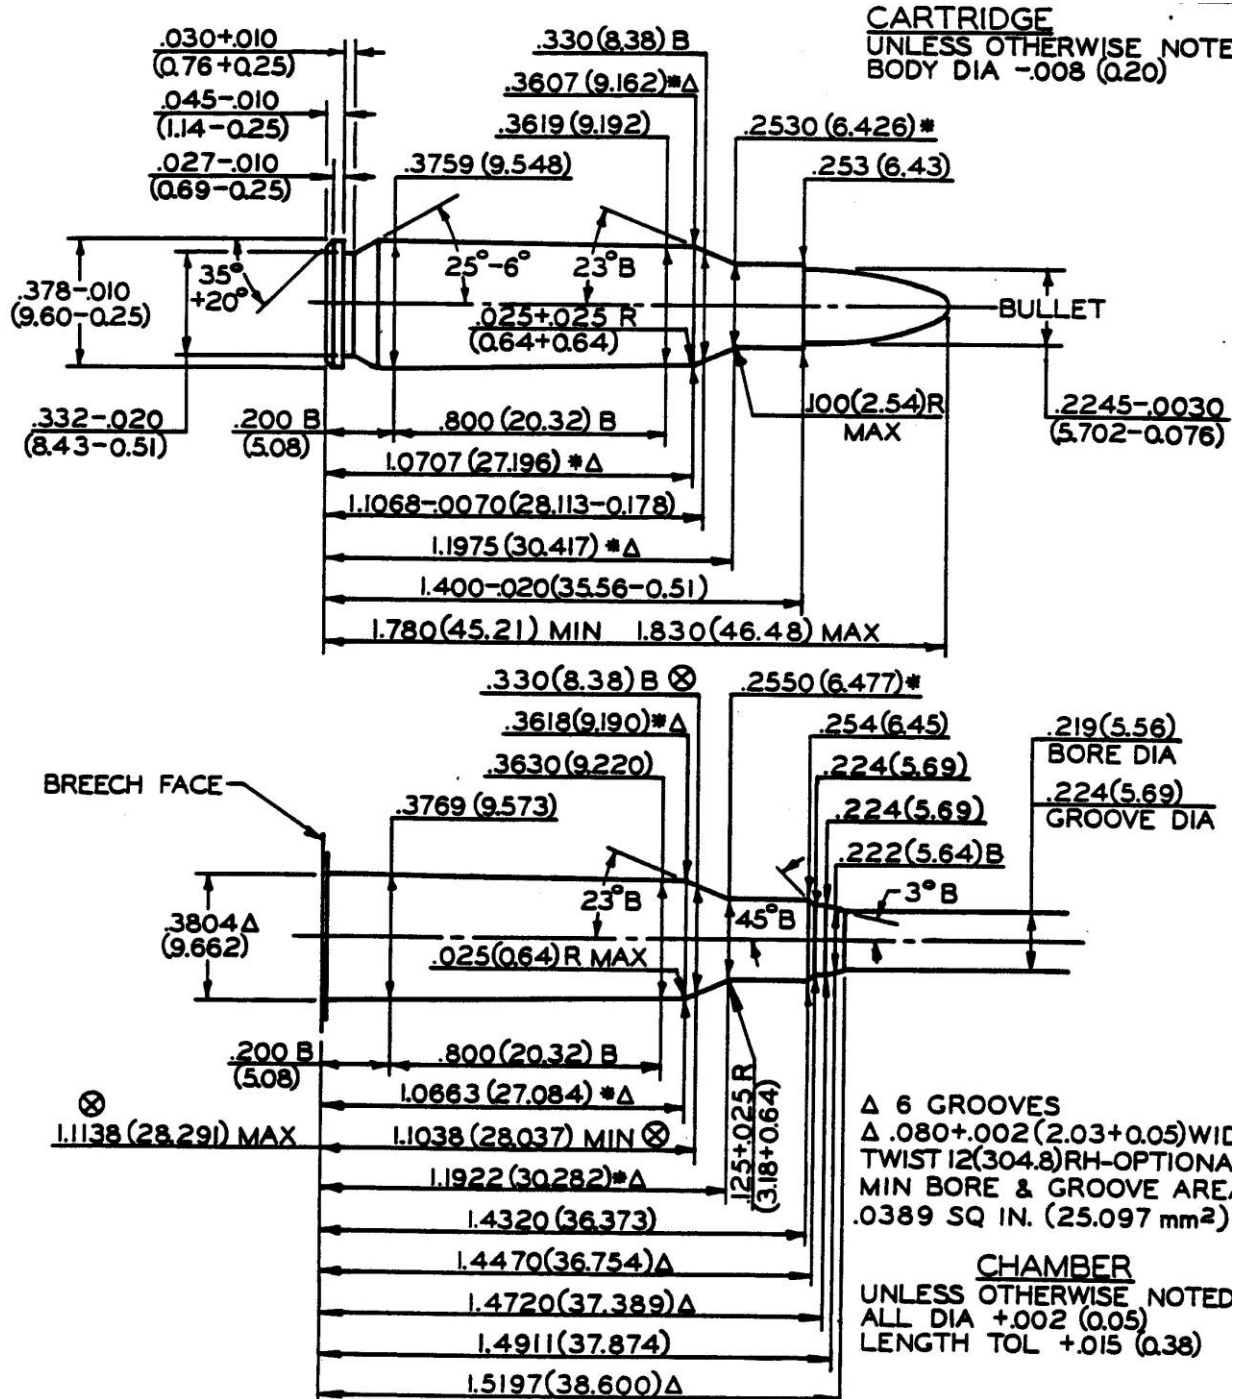 CARTRIDGE
UNLESS OTHERWISE NOTE
BODY DIA -.008 (0.20)
.030+.010
(0.76+0.25)
.045-.010
(1.14-0.25)
.027-.010
(0.69-0.25)
.330(8.38) B
.3607(9.162)*Δ
.3619(9.192)
.3759(9.548)
.2530(6.426)*
.253(6.43)
.378-.010
(9.60-0.25)
35°
+20°
25°-6°
23°B
.025+.025 R
(0.64+0.64)
BULLET
.332-.020
(8.43-0.51)
.200 B
(5.08)
.800(20.32) B
.100(2.54)R
MAX
.2245-.0030
(5.702-0.076)
1.0707(27.196)*Δ
1.1068-.0070(28.113-0.178)
1.1975(30.417)*Δ
1.400-.020(35.56-0.51)
1.780(45.21) MIN 1.830(46.48) MAX
.330(8.38) B ⊗
.3618(9.190)*Δ
.3630(9.220)
.3769(9.573)
.2550(6.477)*
.254(6.45)
.224(5.69)
.224(5.69)
.222(5.64)B
.219(5.56)
BORE DIA
.224(5.69)
GROOVE DIA
BREECH FACE
.3804Δ
(9.662)
23°B
45°B
3°B
.025(0.64)R MAX
.200 B
(5.08)
.800(20.32) B
1.0663(27.084)*Δ
⊗
1.1138(28.291) MAX
1.1038(28.037) MIN ⊗
1.1922(30.282)*Δ
.125+.025 R
(3.18+0.64)
1.4320(36.373)
1.4470(36.754)Δ
1.4720(37.389)Δ
1.4911(37.874)
1.5197(38.600)Δ
Δ 6 GROOVES
Δ .080+.002(2.03+0.05)WID
TWIST 12(304.8)RH-OPTIONA
MIN BORE & GROOVE AREA
.0389 SQ IN. (25.097 mm²)
CHAMBER
UNLESS OTHERWISE NOTED
ALL DIA +.002 (0.05)
LENGTH TOL +.015 (0.38)